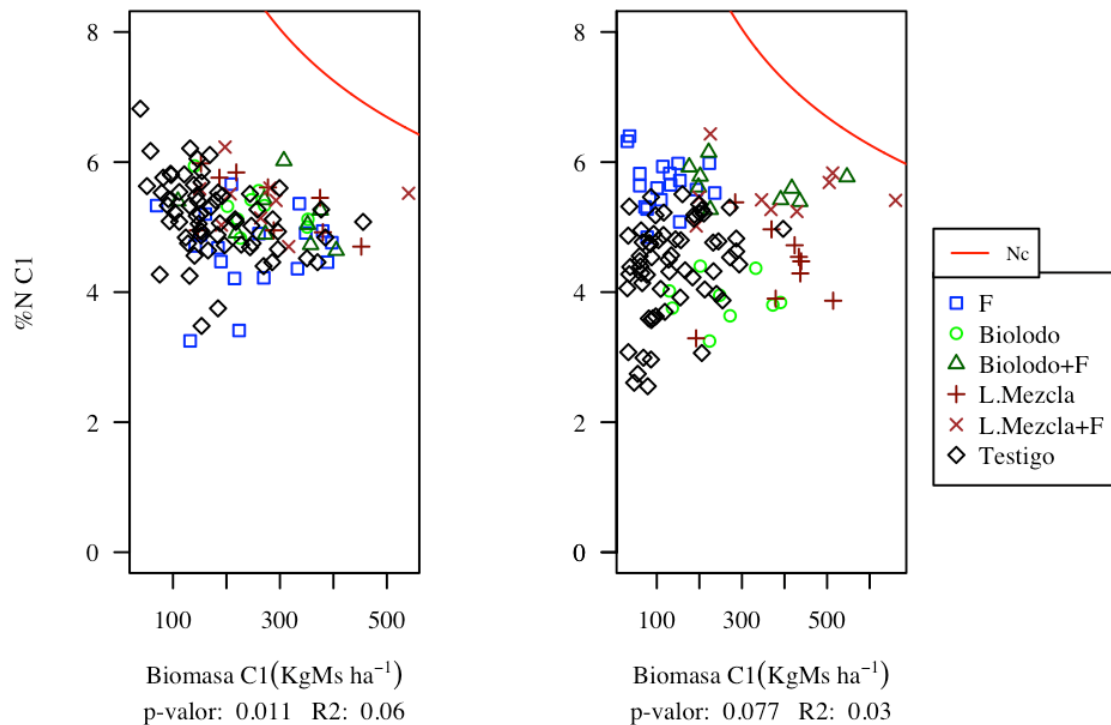 %N C1
8
6
4
2
0
100 300 500
Biomasa C1(KgMs ha⁻¹)
p-valor: 0.011 R2: 0.06
8
6
4
2
0
100 300 500
Biomasa C1(KgMs ha⁻¹)
p-valor: 0.077 R2: 0.03
Nc
F
Biolodo
Biolodo+F
L.Mezcla
L.Mezcla+F
Testigo